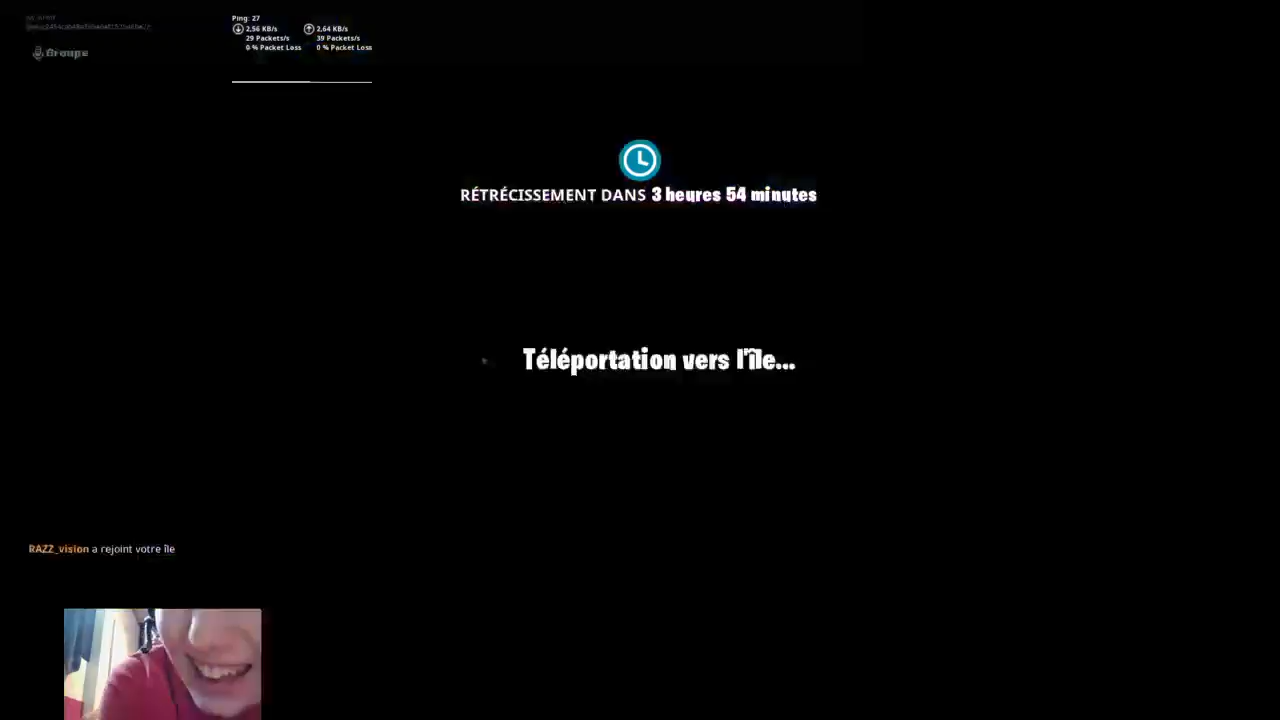 Ping: 27
2,56 KB/s 2,64 KB/s
29 Packets/s 39 Packets/s
0 % Packet Loss 0 % Packet Loss
Groupe
RÉTRÉCISSEMENT DANS 3 heures 54 minutes
Téléportation vers l'île...
RAZZ_vision a rejoint votre île